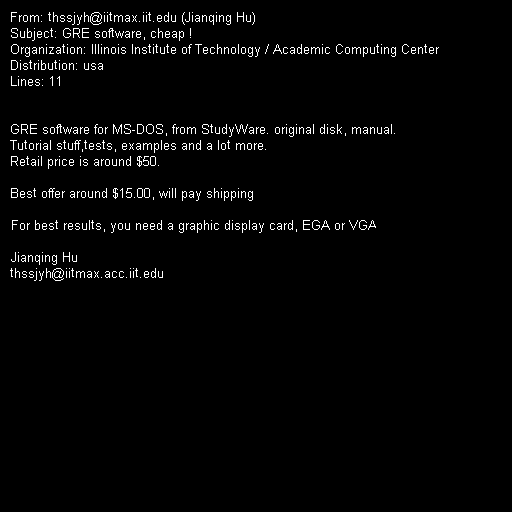 From: thssjyh@iitmax.iit.edu (Jianqing Hu)
Subject: GRE software, cheap !
Organization: Illinois Institute of Technology / Academic Computing Center
Distribution: usa
Lines: 11
GRE software for MS-DOS, from StudyWare. original disk, manual.
Tutorial stuff,tests, examples and a lot more.
Retail price is around $50.
Best offer around $15.00, will pay shipping
For best results, you need a graphic display card, EGA or VGA
Jianqing Hu
thssjyh@iitmax.acc.iit.edu